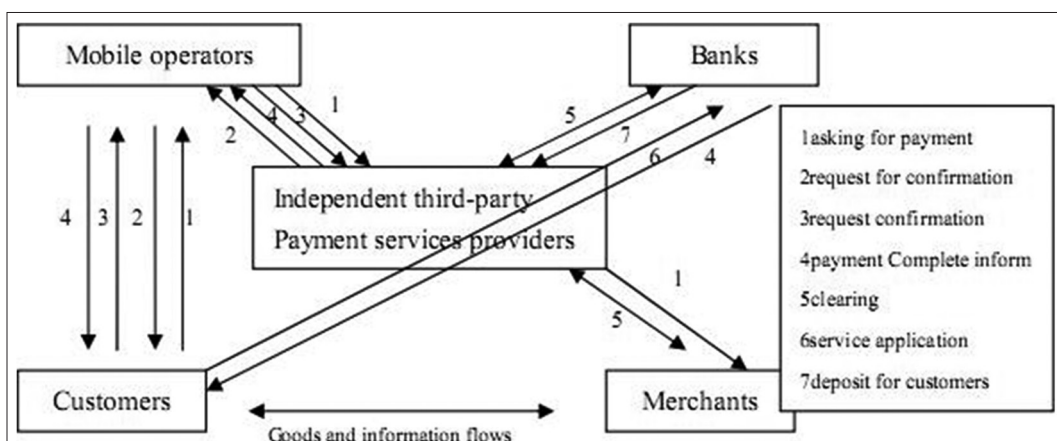 Mobile operators
Banks
1
4
3
2
5
7
6
4
Independent third-party
Payment services providers
4
3
2
1
1
5
Customers
Merchants
Goods and information flows
1asking for payment
2request for confirmation
3request confirmation
4payment Complete inform
5clearing
6service application
7deposit for customers